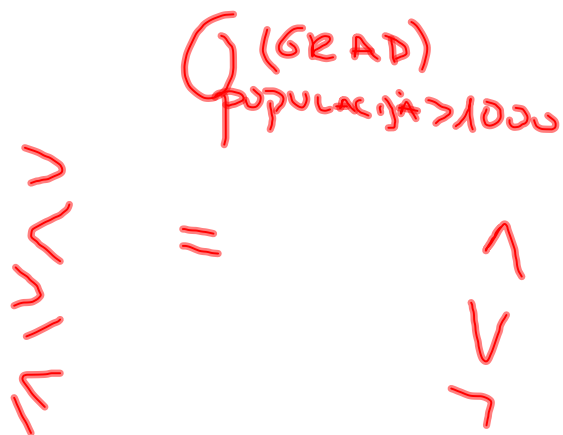 σ (GRAD)
populacija>1000
>
< = ∧
≥ ∨
≤ ¬